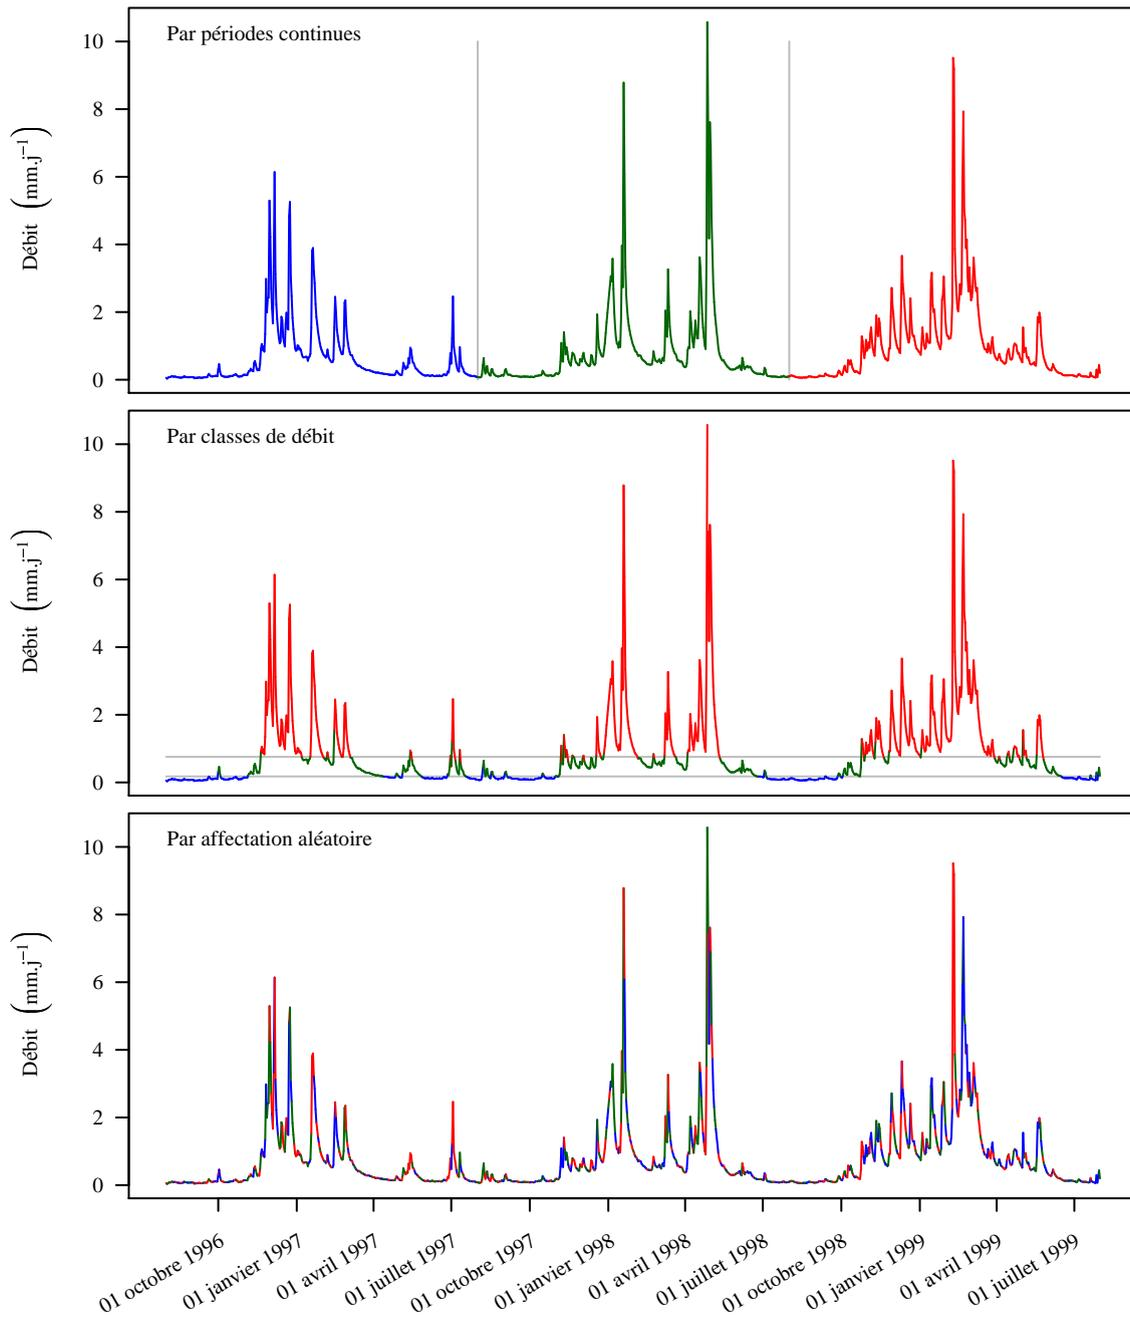 Par périodes continues
10
8
6
4
2
0
Débit (mm.j⁻¹)
Par classes de débit
10
8
6
4
2
0
Débit (mm.j⁻¹)
Par affectation aléatoire
10
8
6
4
2
0
Débit (mm.j⁻¹)
01 octobre 1996
01 janvier 1997
01 avril 1997
01 juillet 1997
01 octobre 1997
01 janvier 1998
01 avril 1998
01 juillet 1998
01 octobre 1998
01 janvier 1999
01 avril 1999
01 juillet 1999